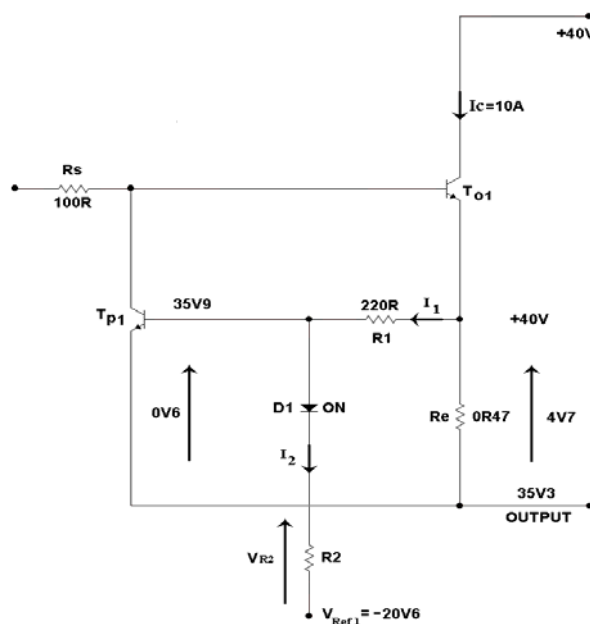 +40V
Ic=10A
Rs
100R
To1
35V9
220R
I1
Tp1
R1
+40V
0V6
D1 ON
Re
0R47
4V7
I2
35V3
OUTPUT
VR2
R2
VRef1 = -20V6